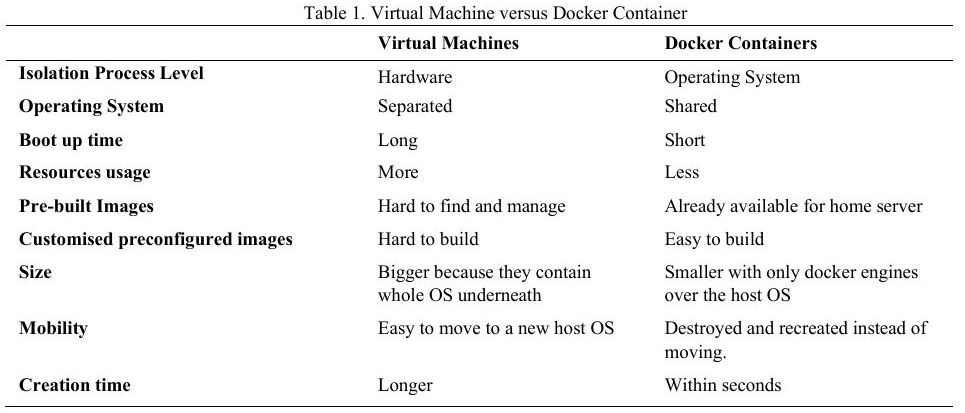 Table 1. Virtual Machine versus Docker Container
Virtual Machines Docker Containers
Isolation Process Level Hardware Operating System
Operating System Separated Shared
Boot up time Long Short
Resources usage More Less
Pre-built Images Hard to find and manage Already available for home server
Customised preconfigured images Hard to build Easy to build
Size Bigger because they contain Smaller with only docker engines
whole OS underneath over the host OS
Mobility Easy to move to a new host OS Destroyed and recreated instead of
moving.
Creation time Longer Within seconds